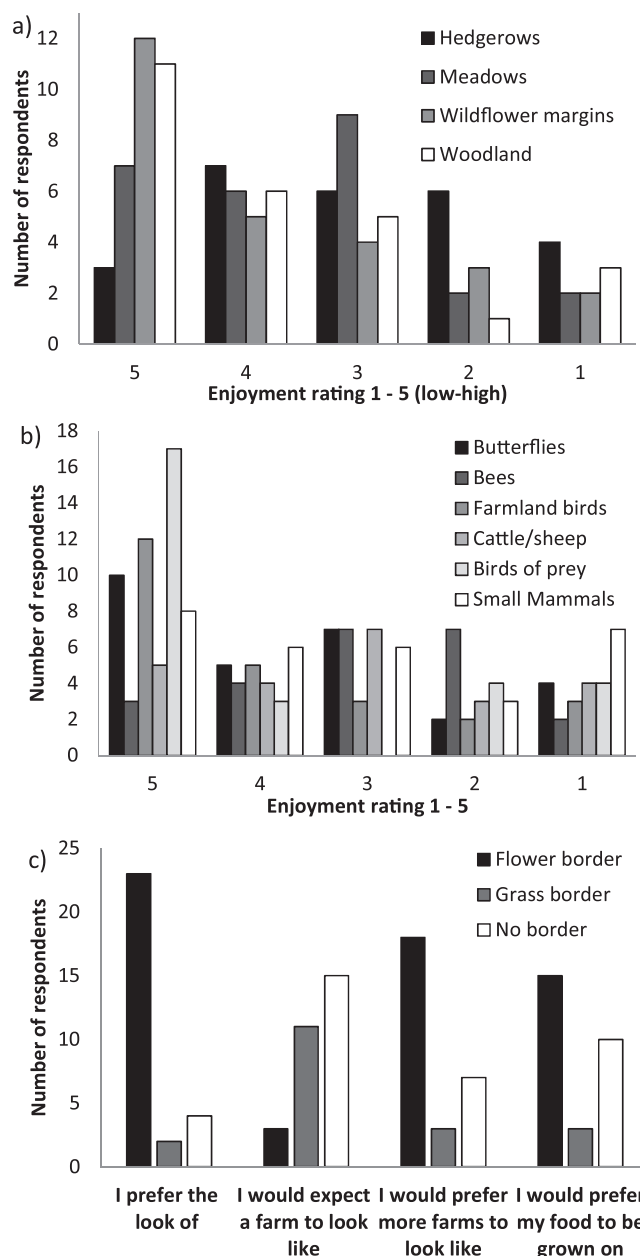 a)
12
10
8
6
4
2
0
Number of respondents
Hedgerows
Meadows
Wildflower margins
Woodland
5 4 3 2 1
Enjoyment rating 1 - 5 (low-high)
b)
18
16
14
12
10
8
6
4
2
0
Number of respondents
Butterflies
Bees
Farmland birds
Cattle/sheep
Birds of prey
Small Mammals
5 4 3 2 1
Enjoyment rating 1 - 5
c)
25
20
15
10
5
0
Number of respondents
Flower border
Grass border
No border
I prefer the
look of
I would expect
a farm to look
like
I would prefer
more farms to
look like
I would prefer
my food to be
grown on